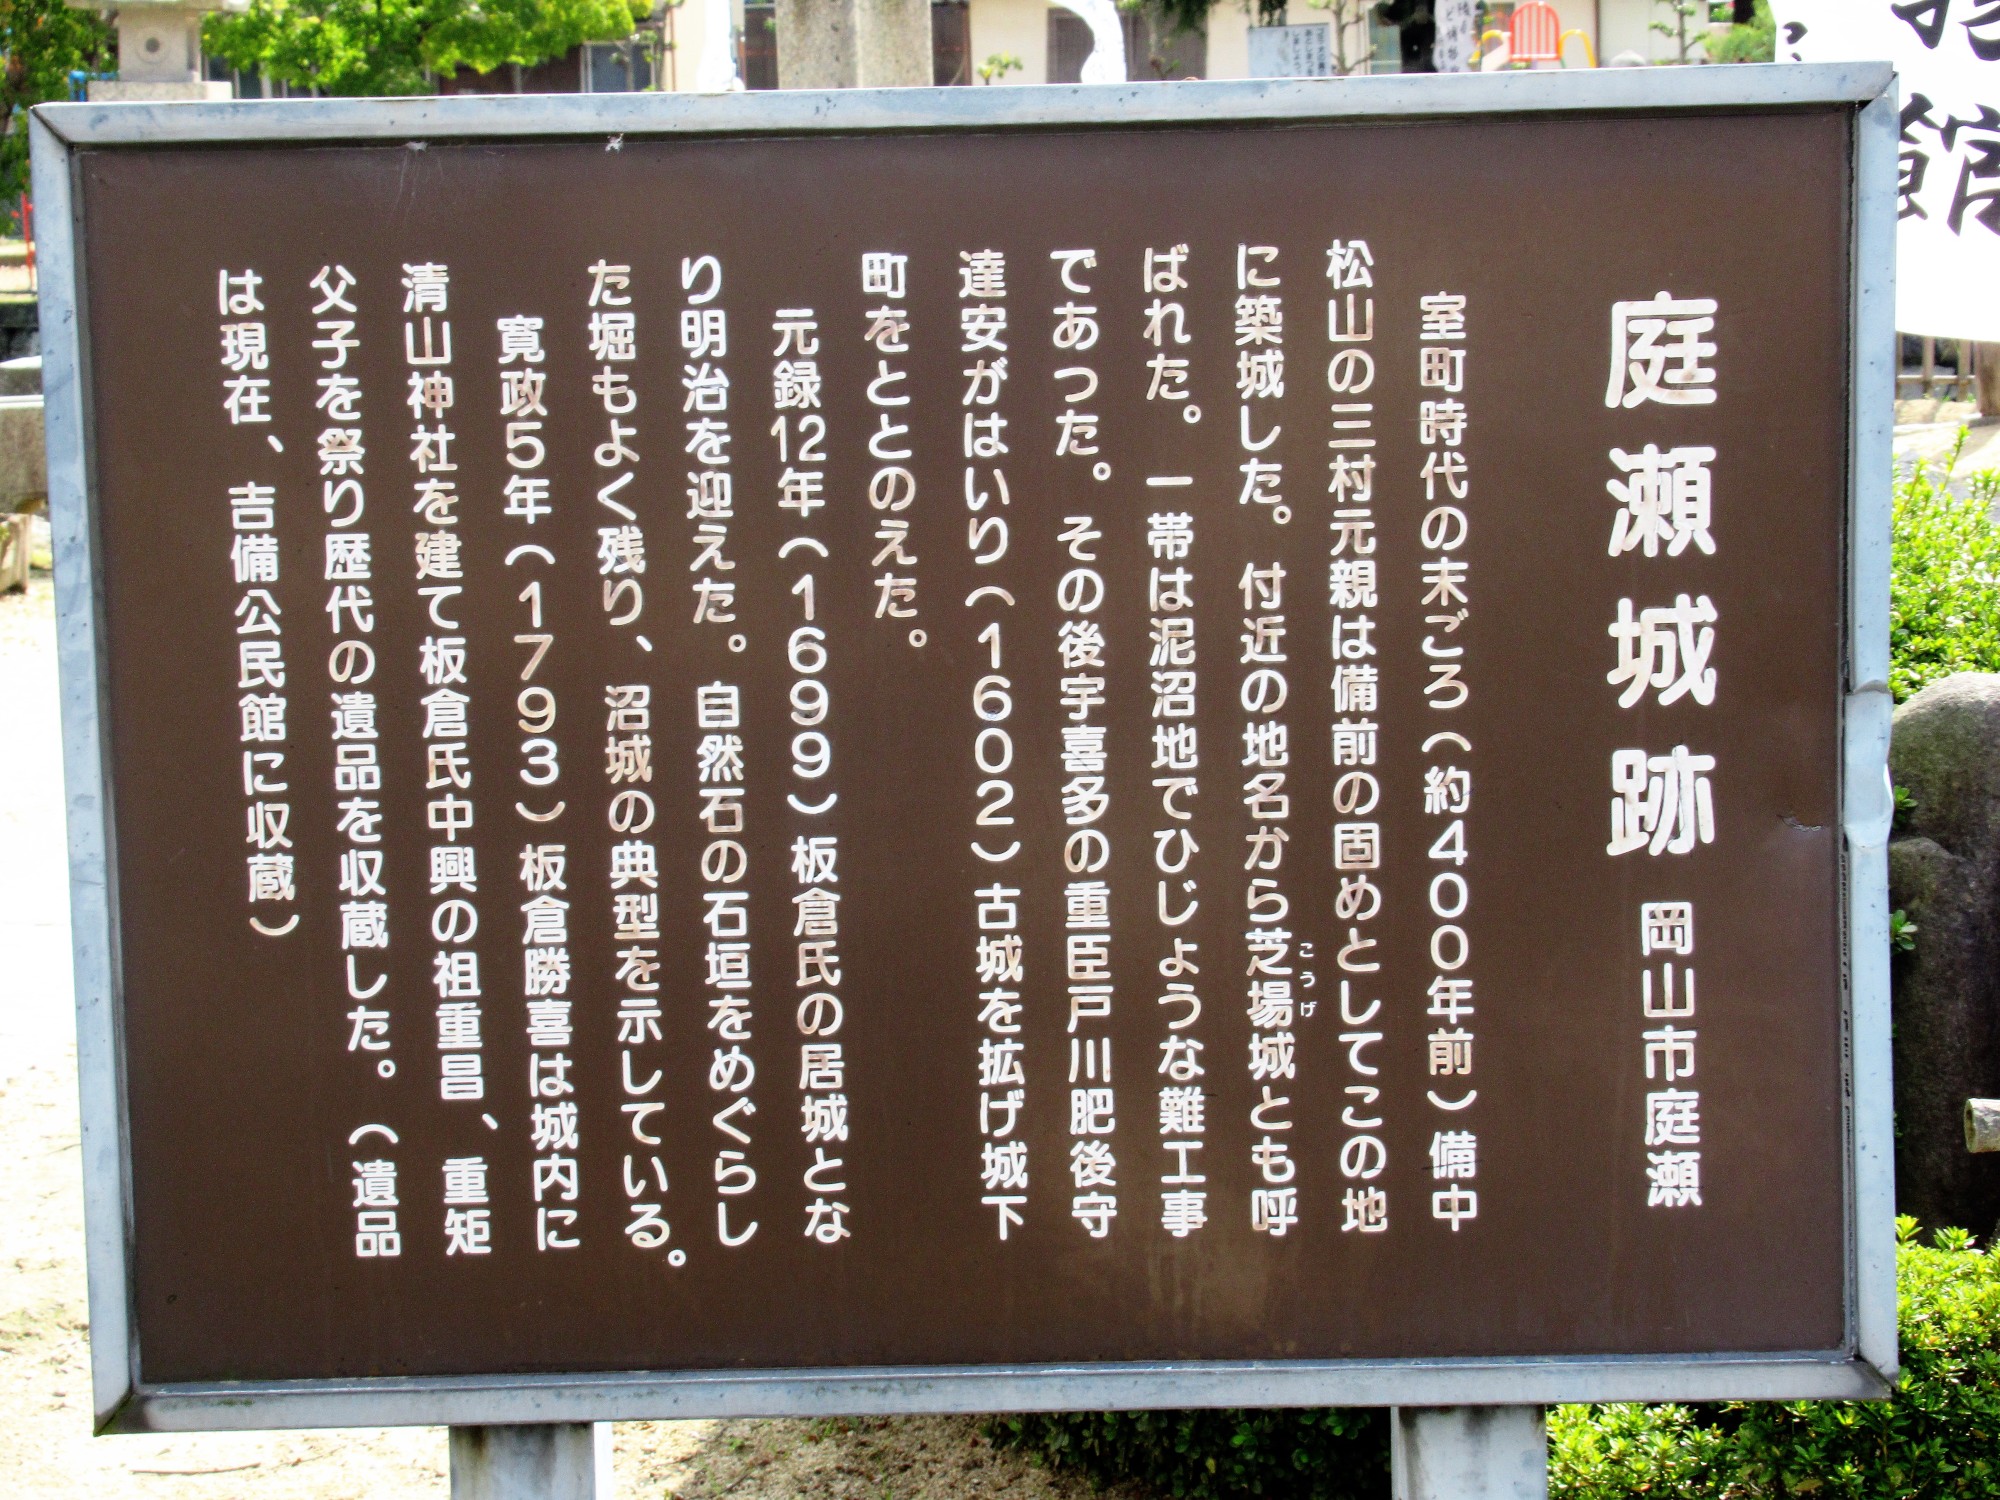 庭瀬城跡 岡山市庭瀬
室町時代の末ごろ(約400年前)備中
松山の三村元親は備前の固めとしてこの地
に築城した。付近の地名から芝場城とも呼
こうげ
ばれた。一帯は泥沼地でひじょうな難工事
であつた。その後宇喜多の重臣戸川肥後守
達安がはいり(1602)古城を拡げ城下
町をととのえた。
元録12年(1699)板倉氏の居城とな
り明治を迎えた。自然石の石垣をめぐらし
た堀もよく残り、沼城の典型を示している。
寛政5年(1793)板倉勝喜は城内に
清山神社を建て板倉氏中興の祖重昌、重矩
父子を祭り歴代の遺品を収蔵した。(遺品
は現在、吉備公民館に収蔵)
館